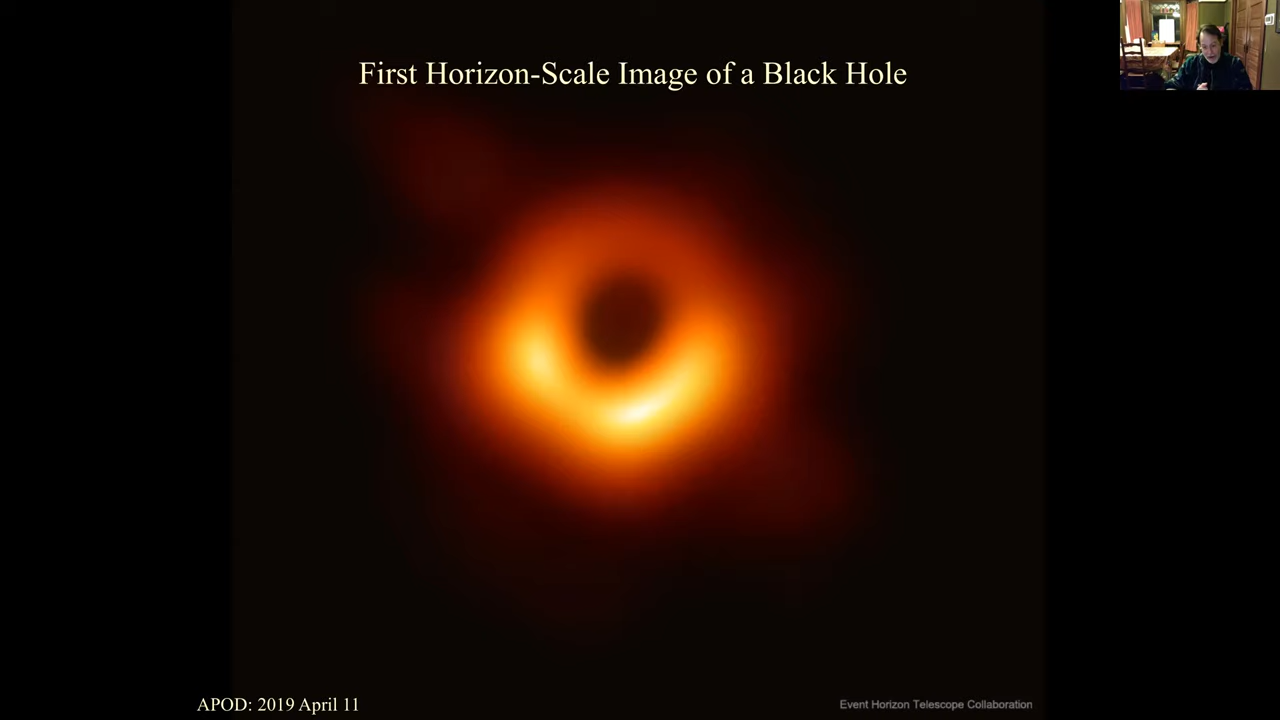 First Horizon-Scale Image of a Black Hole
APOD: 2019 April 11
Event Horizon Telescope Collaboration